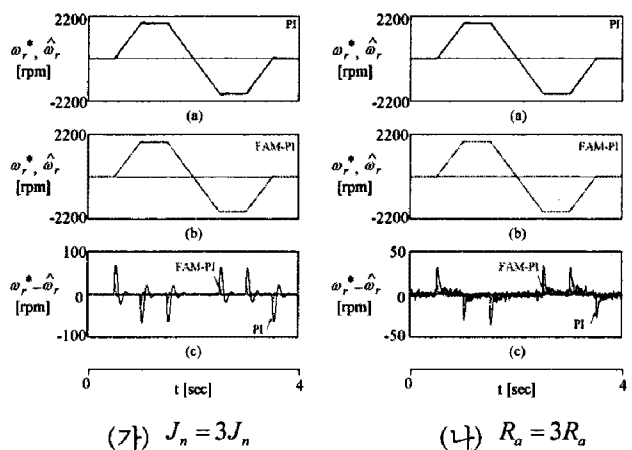 2200
PI
ω_r*, ω̂_r
[rpm]
-2200
(a)
2200
FAM-PI
ω_r*, ω̂_r
[rpm]
-2200
(b)
100
FAM-PI
ω_r*−ω̂_r
0
[rpm]
PI
-100
(c)
0 4
t [sec]
(가) J_n = 3J_n
2200
PI
ω_r*, ω̂_r
[rpm]
-2200
(a)
2200
FAM-PI
ω_r*, ω̂_r
[rpm]
-2200
(b)
50
FAM-PI
ω_r*−ω̂_r
0
[rpm]
PI
-50
(c)
0 4
t [sec]
(나) R_a = 3R_a